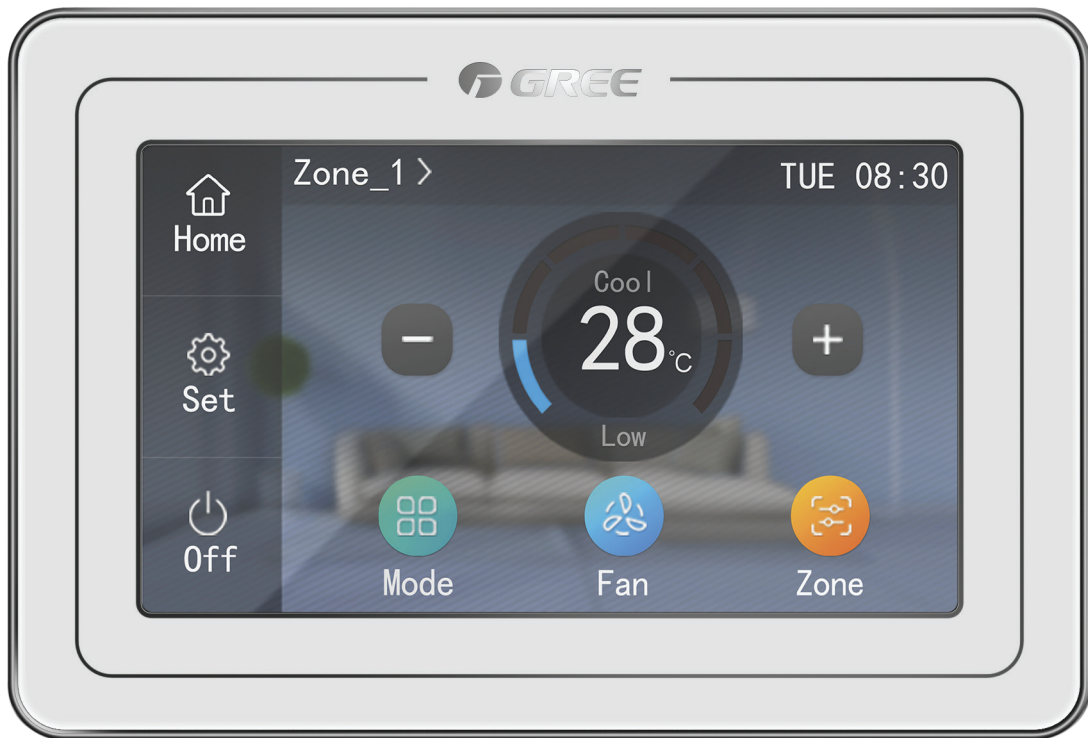 GREE
Zone_1 >
TUE 08:30
Home
Set
Off
Cool
28°C
Low
Mode
Fan
Zone